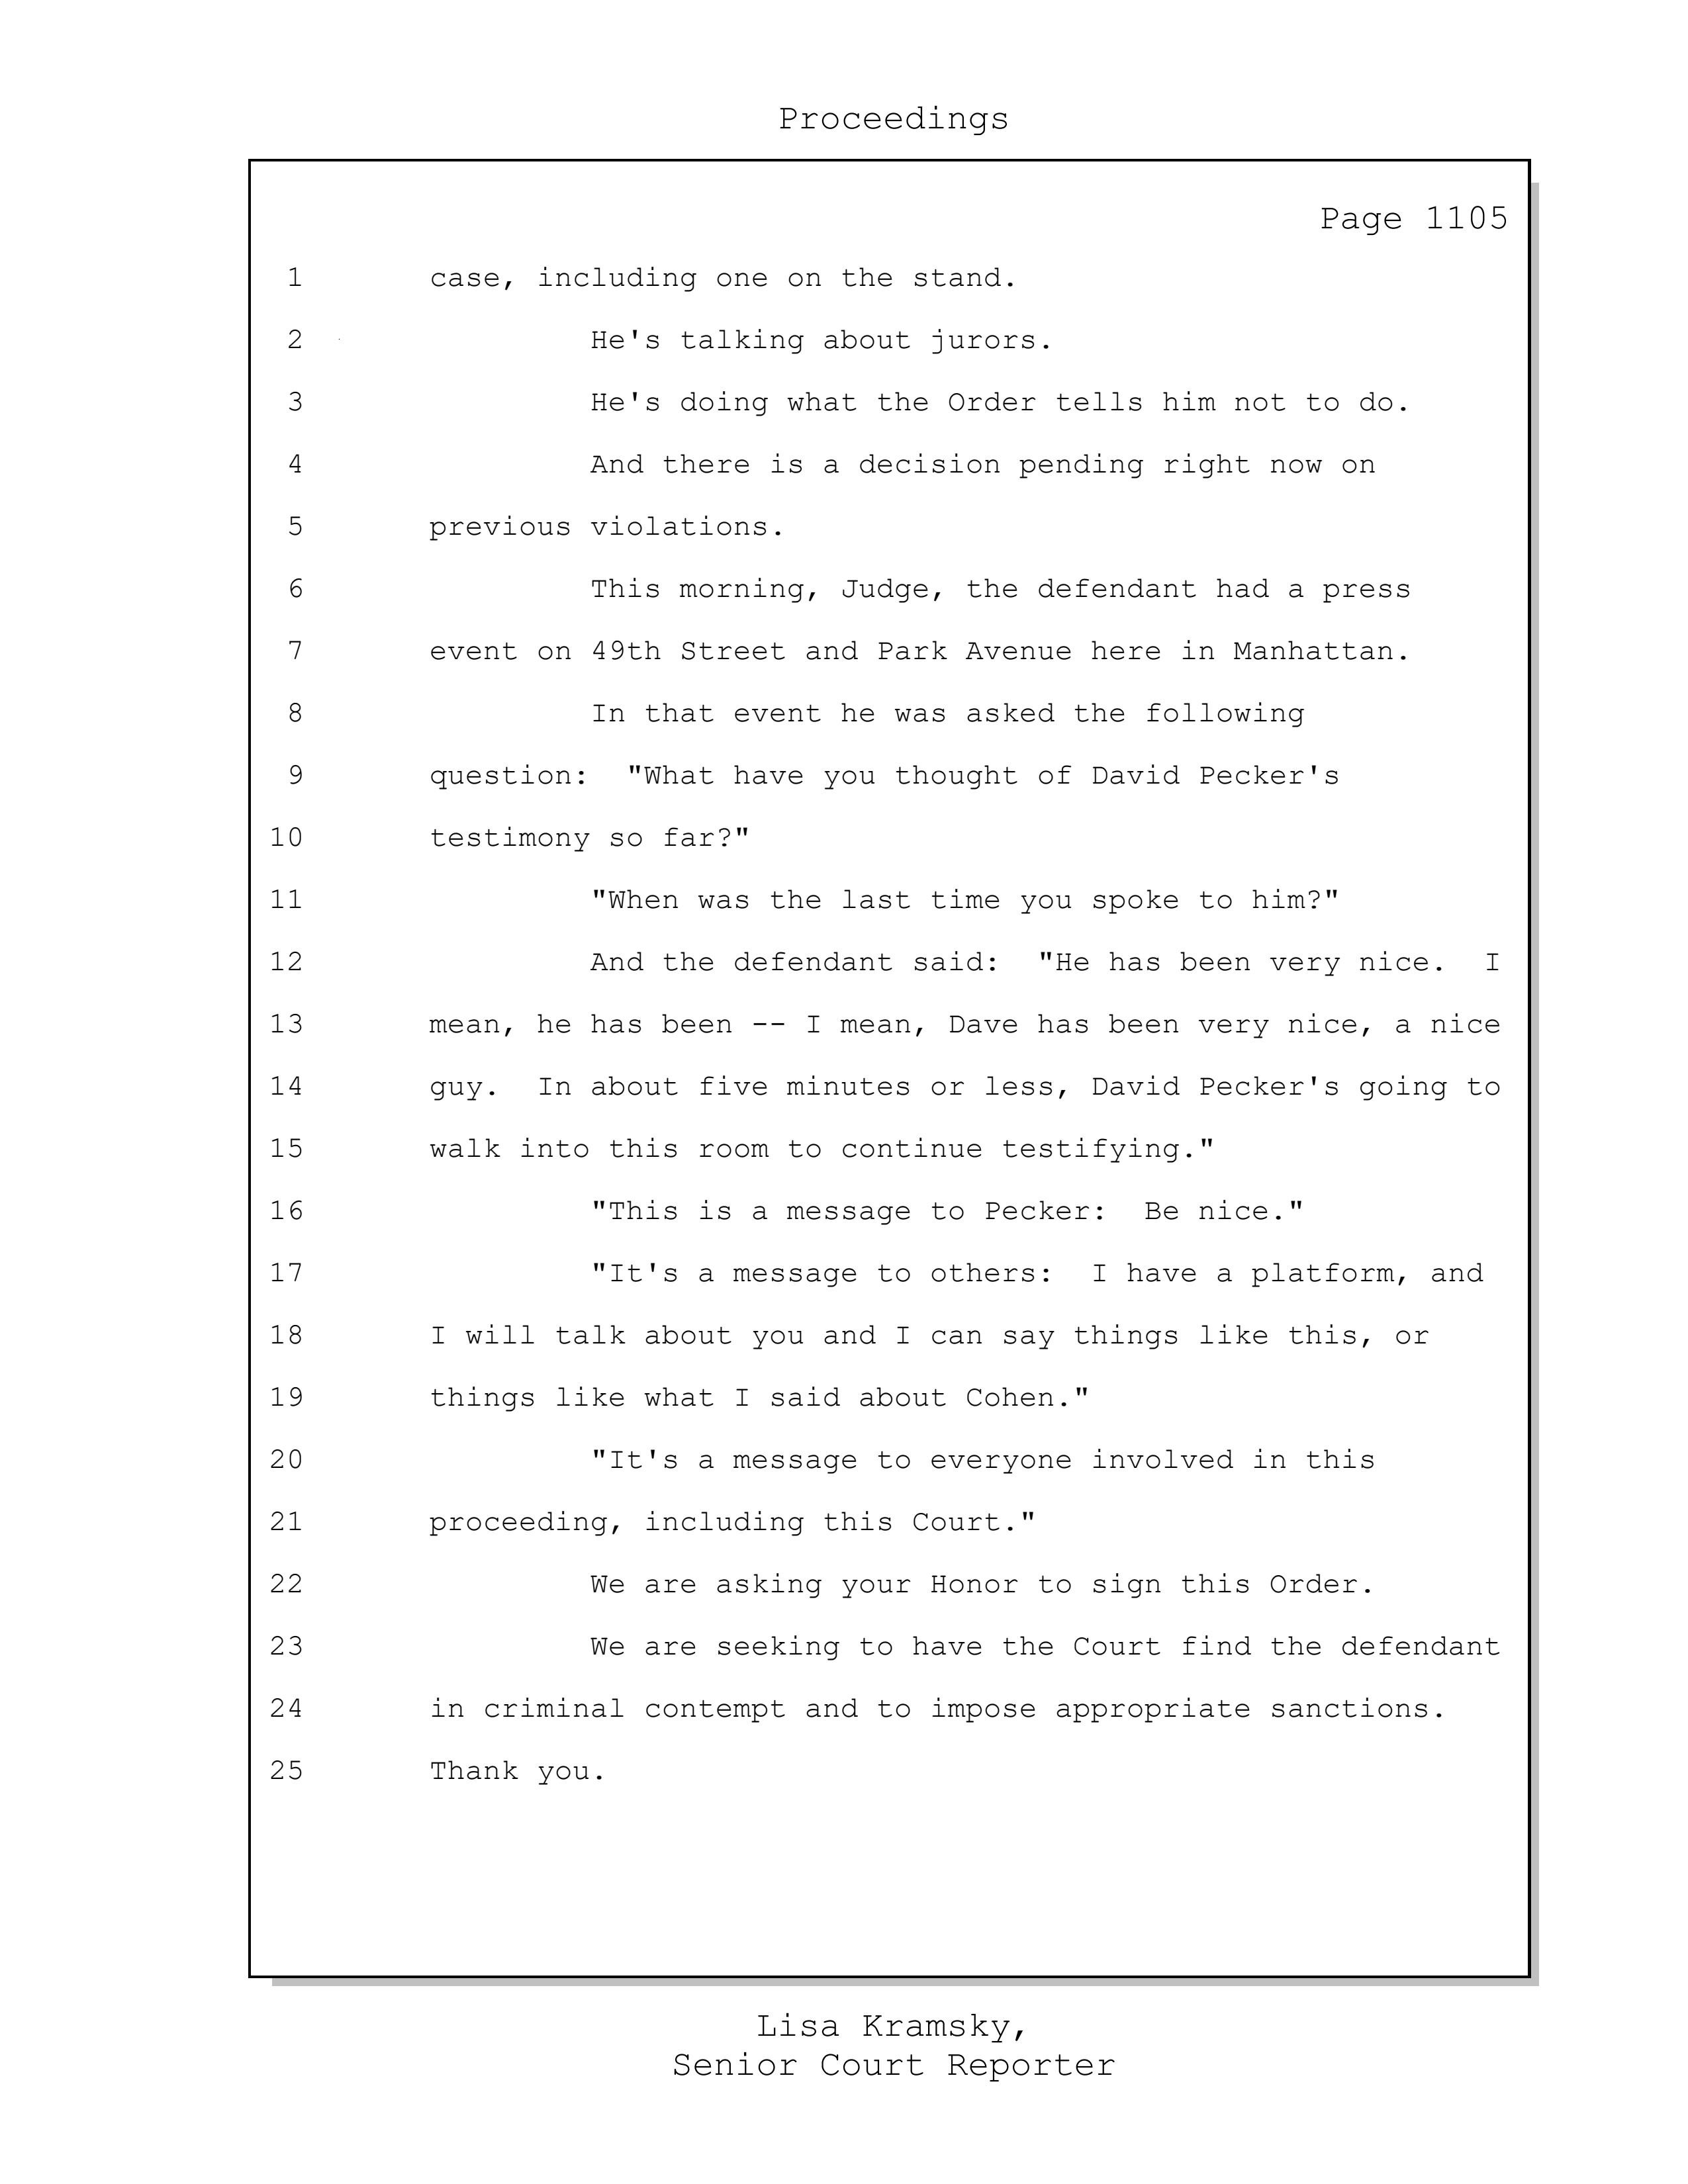 Proceedings
Page 1105
1 case, including one on the stand.
2 He's talking about jurors.
3 He's doing what the Order tells him not to do.
4 And there is a decision pending right now on
5 previous violations.
6 This morning, Judge, the defendant had a press
7 event on 49th Street and Park Avenue here in Manhattan.
8 In that event he was asked the following
9 question:  "What have you thought of David Pecker's
10 testimony so far?"
11 "When was the last time you spoke to him?"
12 And the defendant said:  "He has been very nice.  I
13 mean, he has been -- I mean, Dave has been very nice, a nice
14 guy.  In about five minutes or less, David Pecker's going to
15 walk into this room to continue testifying."
16 "This is a message to Pecker:  Be nice."
17 "It's a message to others:  I have a platform, and
18 I will talk about you and I can say things like this, or
19 things like what I said about Cohen."
20 "It's a message to everyone involved in this
21 proceeding, including this Court."
22 We are asking your Honor to sign this Order.
23 We are seeking to have the Court find the defendant
24 in criminal contempt and to impose appropriate sanctions.
25 Thank you.
Lisa Kramsky,
Senior Court Reporter